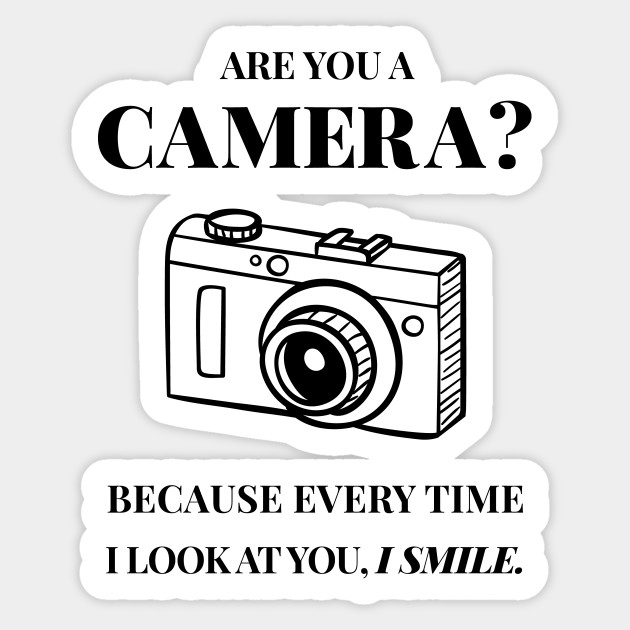 ARE YOU A
CAMERA?
BECAUSE EVERY TIME
I LOOK AT YOU, I SMILE.